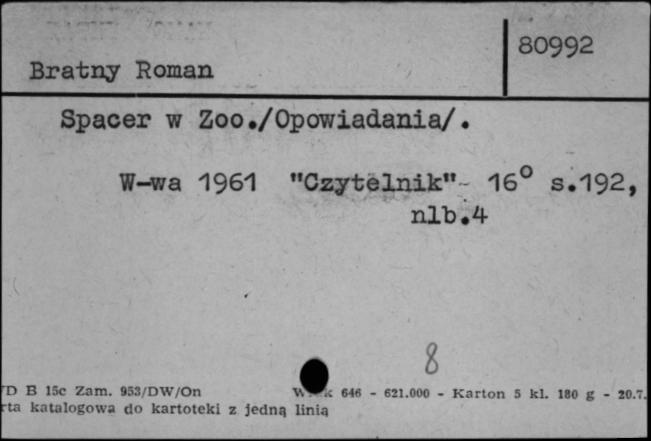 80992
Bratny Roman
Spacer w Zoo./Opowiadania/.
W-wa 1961 "Czytelnik" 16° s.192,
nlb.4
8
D B 15c Zam. 953/DW/On 646 - 621.000 - Karton 5 kl. 180 g - 20.7.
rta katalogowa do kartoteki z jedną linią